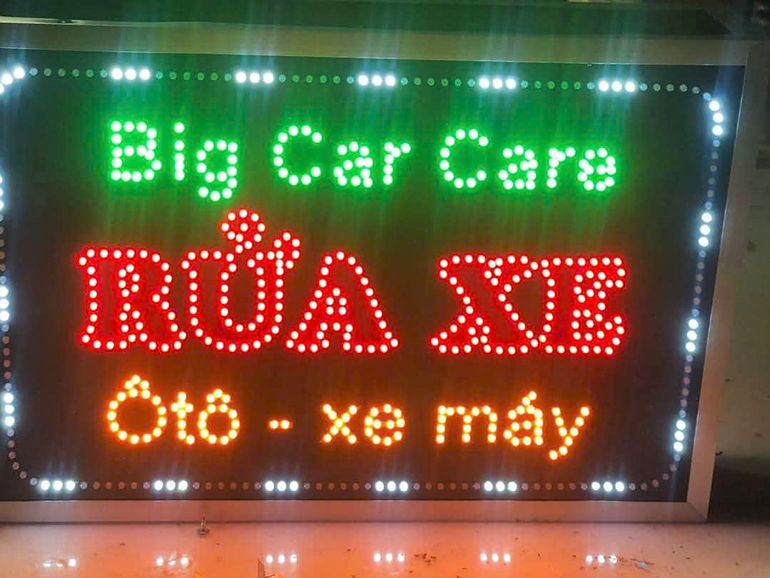 Big Car Care
RỬA XE
Ôtô - xe máy